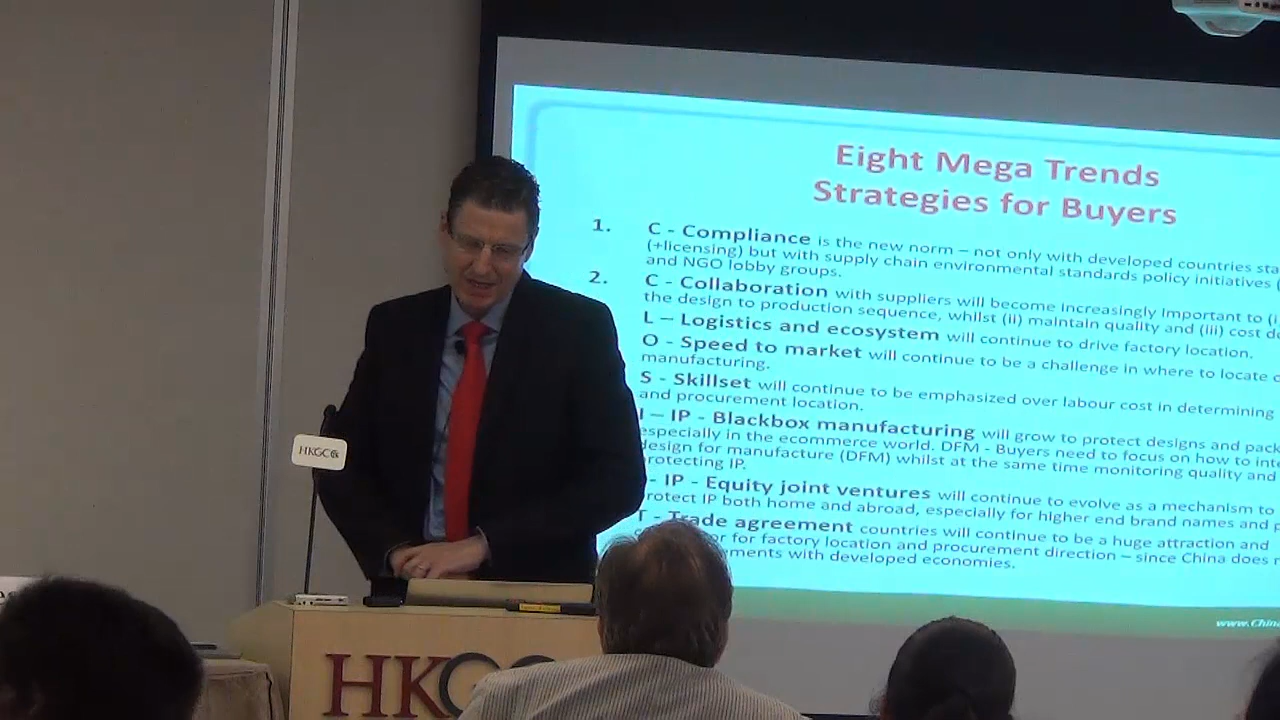 Eight Mega Trends
Strategies for Buyers
1. C - Compliance is the new norm – not only with developed countries
(+licensing) but with supply chain environmental standards policy initiatives
and NGO lobby groups.
2. C - Collaboration with suppliers will become increasingly Important to (i
the design to production sequence, whilst (ii) maintain quality and (iii) cost
L – Logistics and ecosystem will continue to drive factory location.
O - Speed to market will continue to be a challenge in where to locate
manufacturing.
S - Skillset will continue to be emphasized over labour cost in determining
and procurement location.
I – IP - Blackbox manufacturing will grow to protect designs and
especially in the ecommerce world. DFM - Buyers need to focus on how to
design for manufacture (DFM) whilst at the same time monitoring quality and
protecting IP.
- IP - Equity joint ventures will continue to evolve as a mechanism to
protect IP both home and abroad, especially for higher end brand names and
T - Trade agreement countries will continue to be a huge attraction and
for factory location and procurement direction – since China does
with developed economies.
www.China
HKGCC
HKGC